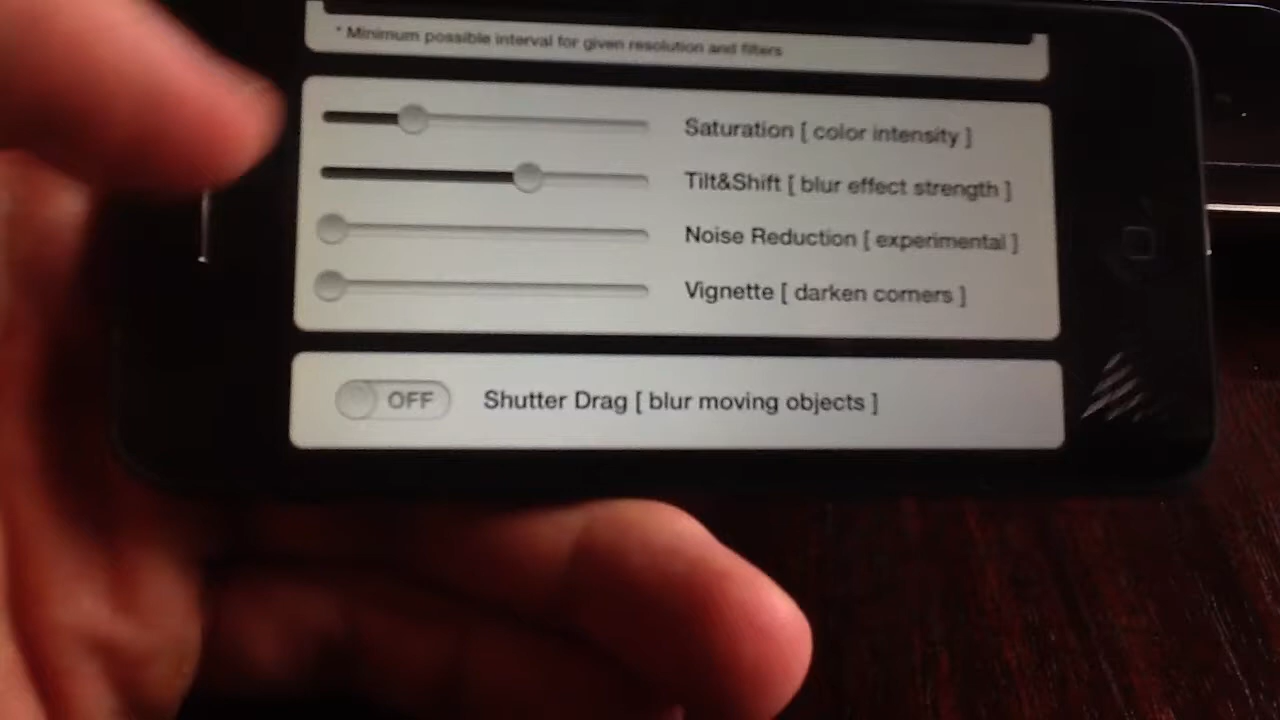 * Minimum possible interval for given resolution and filters
Saturation [ color intensity ]
Tilt&Shift [ blur effect strength ]
Noise Reduction [ experimental ]
Vignette [ darken corners ]
OFF Shutter Drag [ blur moving objects ]